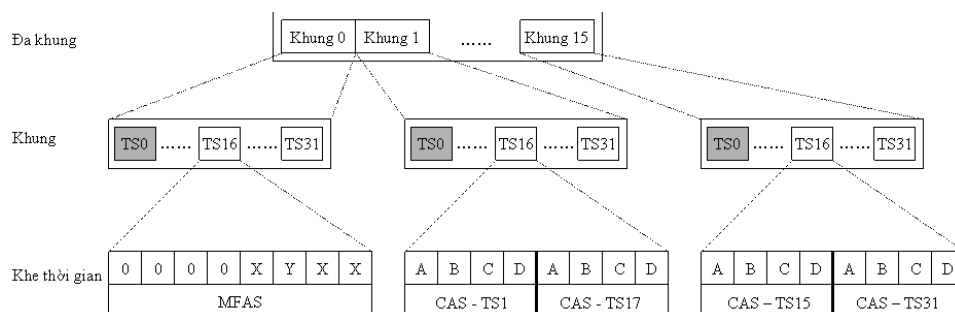 Đa khung
Khung 0 Khung 1 ...... Khung 15
Khung
TS0 ...... TS16 ...... TS31 TS0 ...... TS16 ...... TS31 TS0 ...... TS16 ...... TS31
Khe thời gian
0 0 0 0 X Y X X A B C D A B C D A B C D A B C D
MFAS CAS - TS1 CAS - TS17 CAS – TS15 CAS – TS31